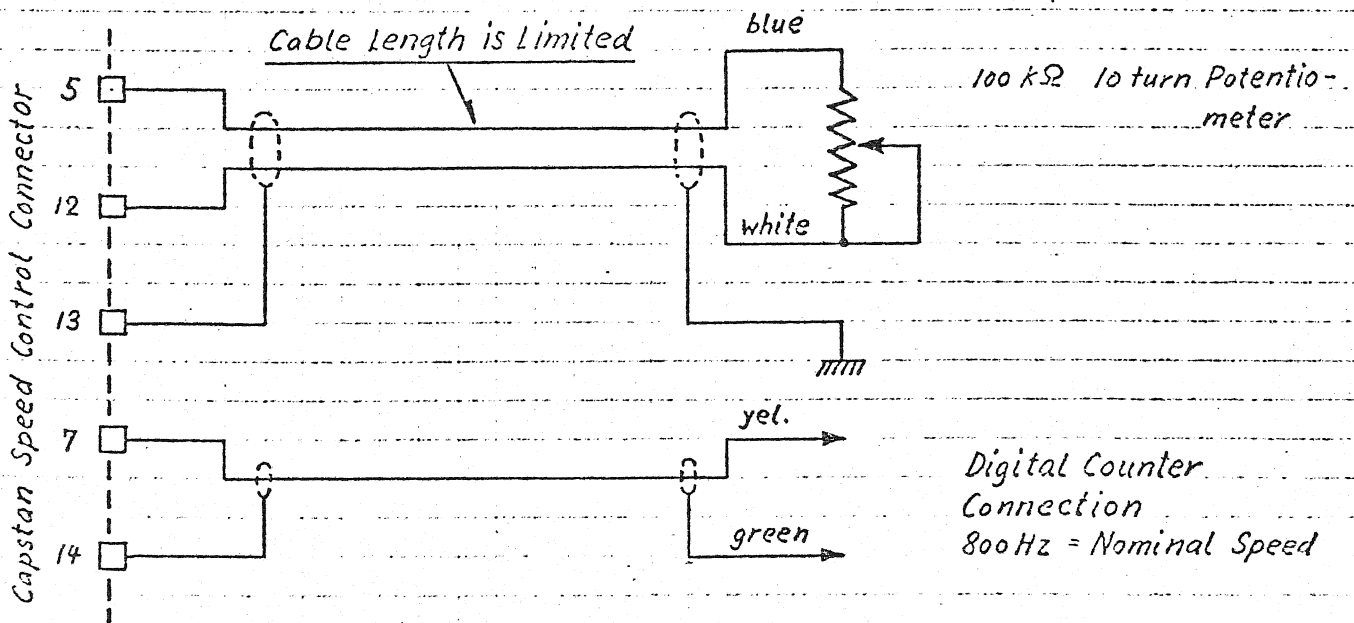 Capstan Speed Control Connector
Cable Length is Limited
blue
5
100 kΩ 10 turn Potentio-
meter
12
white
13
7
yel.
Digital Counter
Connection
14
green
800 Hz = Nominal Speed